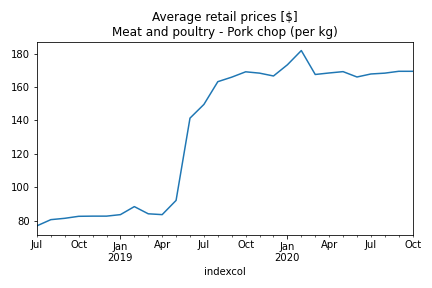 Average retail prices [$]
Meat and poultry - Pork chop (per kg)
180
160
140
120
100
80
Jul Oct Jan Apr Jul Oct Jan Apr Jul Oct
2019 2020
indexcol